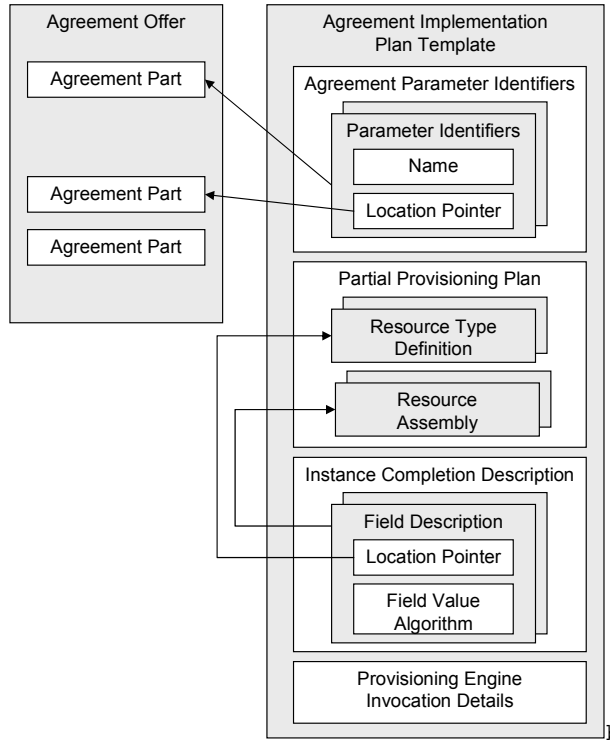 Agreement Offer
Agreement Part
Agreement Part
Agreement Part
Agreement Implementation
Plan Template
Agreement Parameter Identifiers
Parameter Identifiers
Name
Location Pointer
Partial Provisioning Plan
Resource Type
Definition
Resource
Assembly
Instance Completion Description
Field Description
Location Pointer
Field Value
Algorithm
Provisioning Engine
Invocation Details